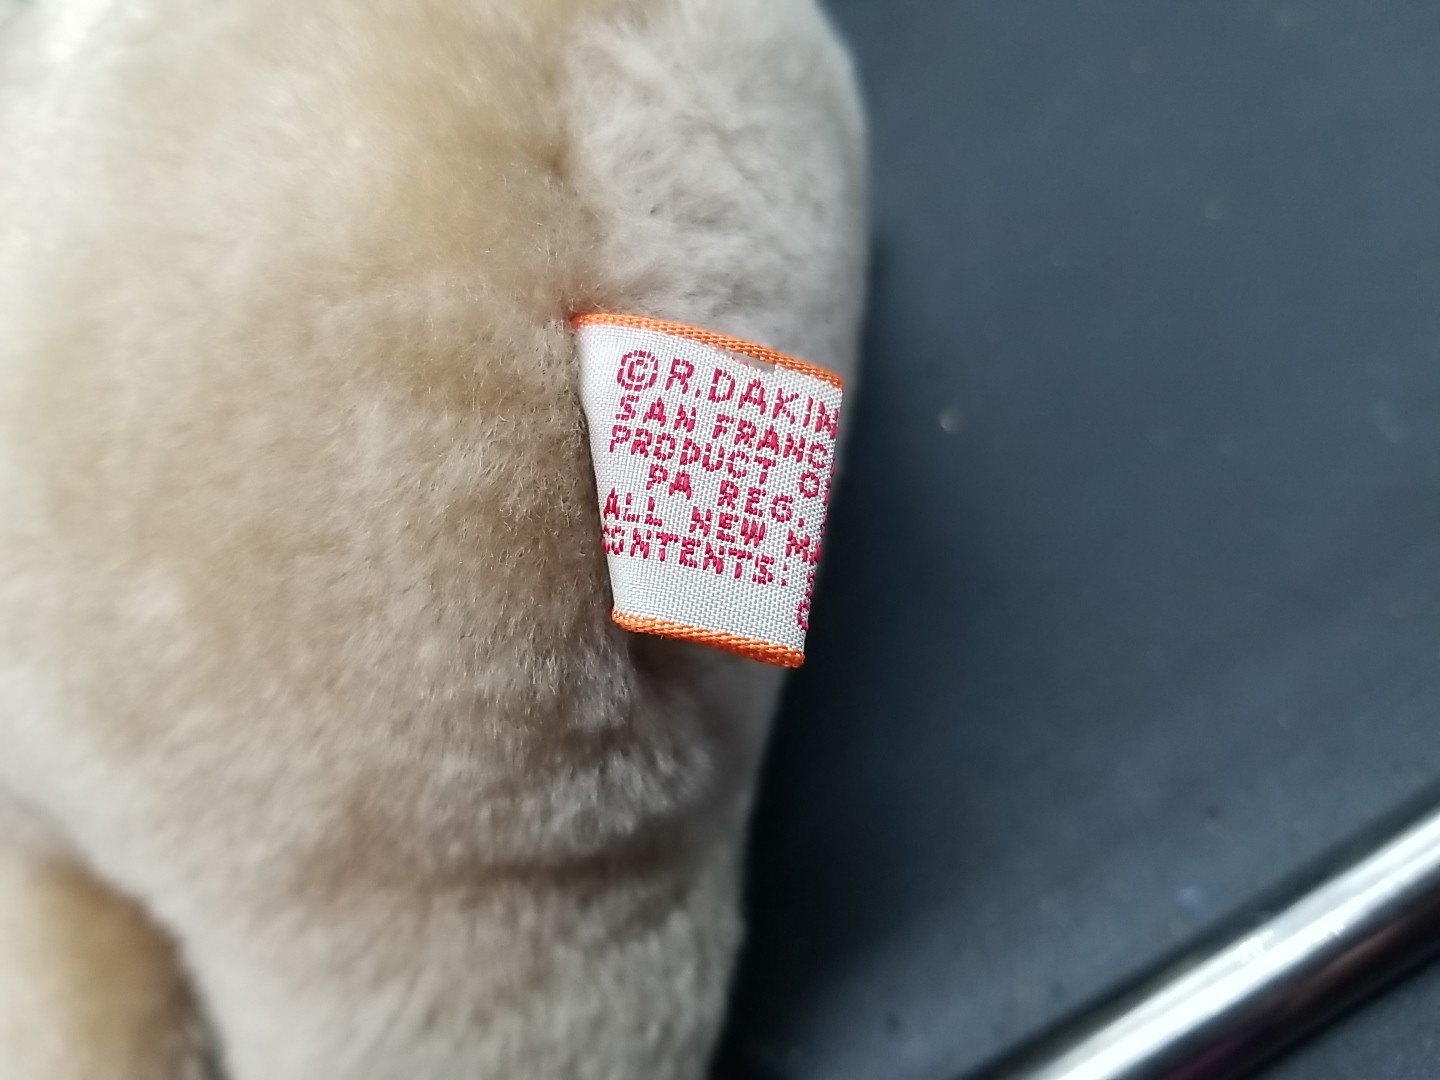 © R. DAKIN
SAN FRANC
PRODUCT O
PA REG.
ALL NEW M
CONTENTS: